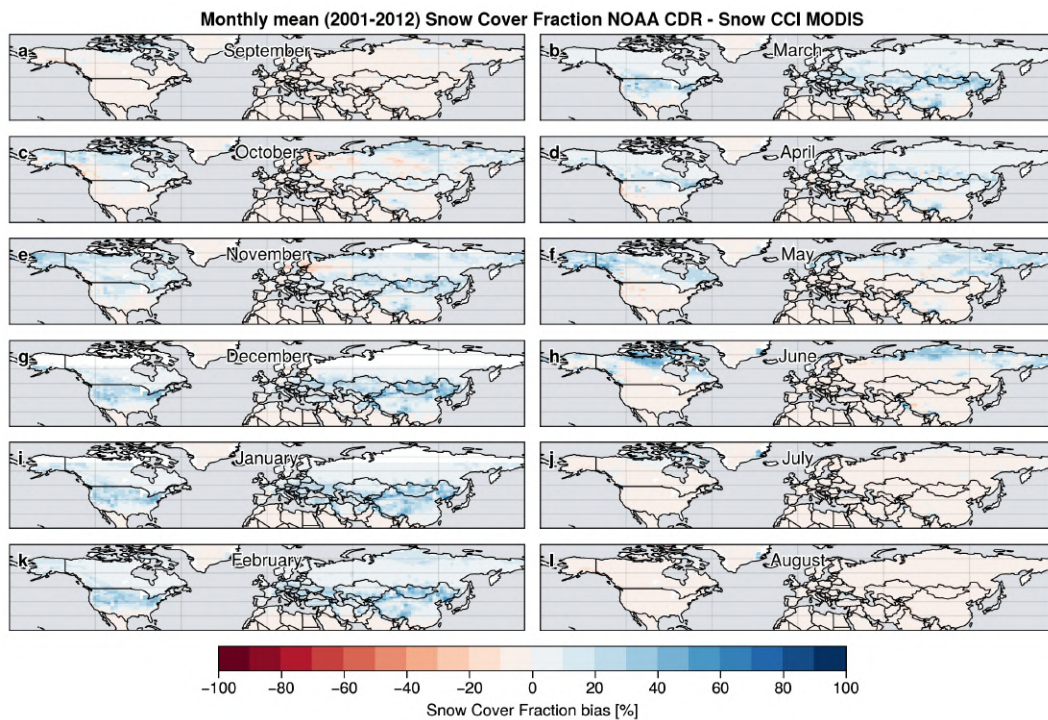 Monthly mean (2001-2012) Snow Cover Fraction NOAA CDR - Snow CCI MODIS
a September
b March
c October
d April
e November
f May
g December
h June
i January
j July
k February
l August
−100 −80 −60 −40 −20 0 20 40 60 80 100
Snow Cover Fraction bias [%]